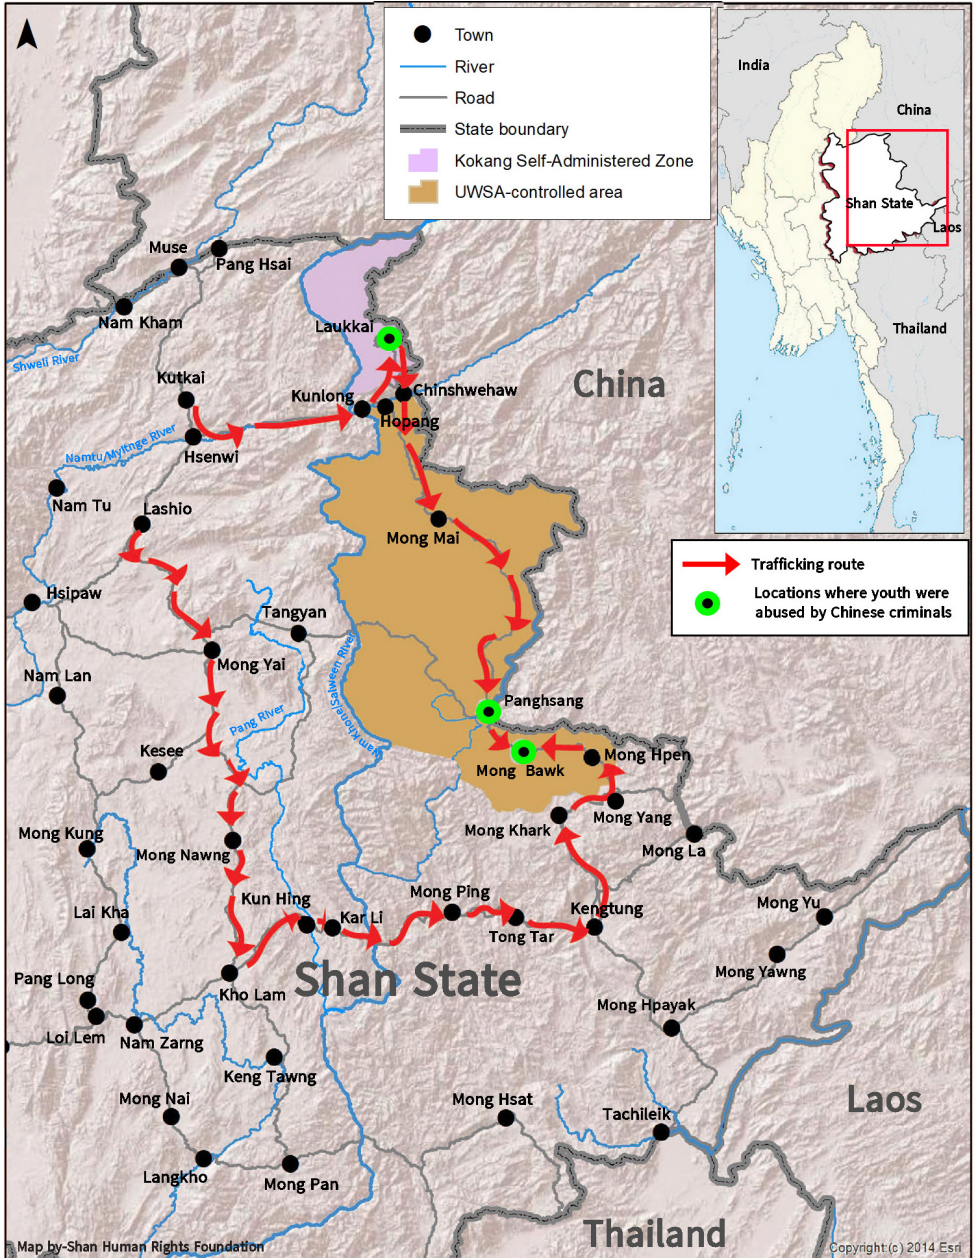 Town
River
Road
State boundary
Kokang Self-Administered Zone
UWSA-controlled area
India
China
Shan State
Laos
Thailand
Muse
Pang Hsai
Nam Kham
Shweli River
Laukkai
China
Kutkai
Kunlong
Chinshwehaw
Hopang
Namtu/Myitnge River
Hsenwi
Nam Tu
Lashio
Mong Mai
Trafficking route
Locations where youth were
abused by Chinese criminals
Hsipaw
Tangyan
Mong Yai
Nam Lan
Nam Khone/Salween River
Panghsang
Pang River
Kesee
Mong Hpen
Mong Bawk
Mong Kung
Mong Khark
Mong Yang
Mong Nawng
Mong La
Kun Hing
Mong Ping
Kar Li
Lai Kha
Kengtung
Mong Yu
Tong Tar
Pang Long
Shan State
Mong Yawng
Kho Lam
Mong Hpayak
Loi Lem
Nam Zarng
Keng Tawng
Mong Nai
Mong Hsat
Tachileik
Laos
Langkho
Mong Pan
Thailand
Map by-Shan Human Rights Foundation
Copyright:(c) 2014 Esri